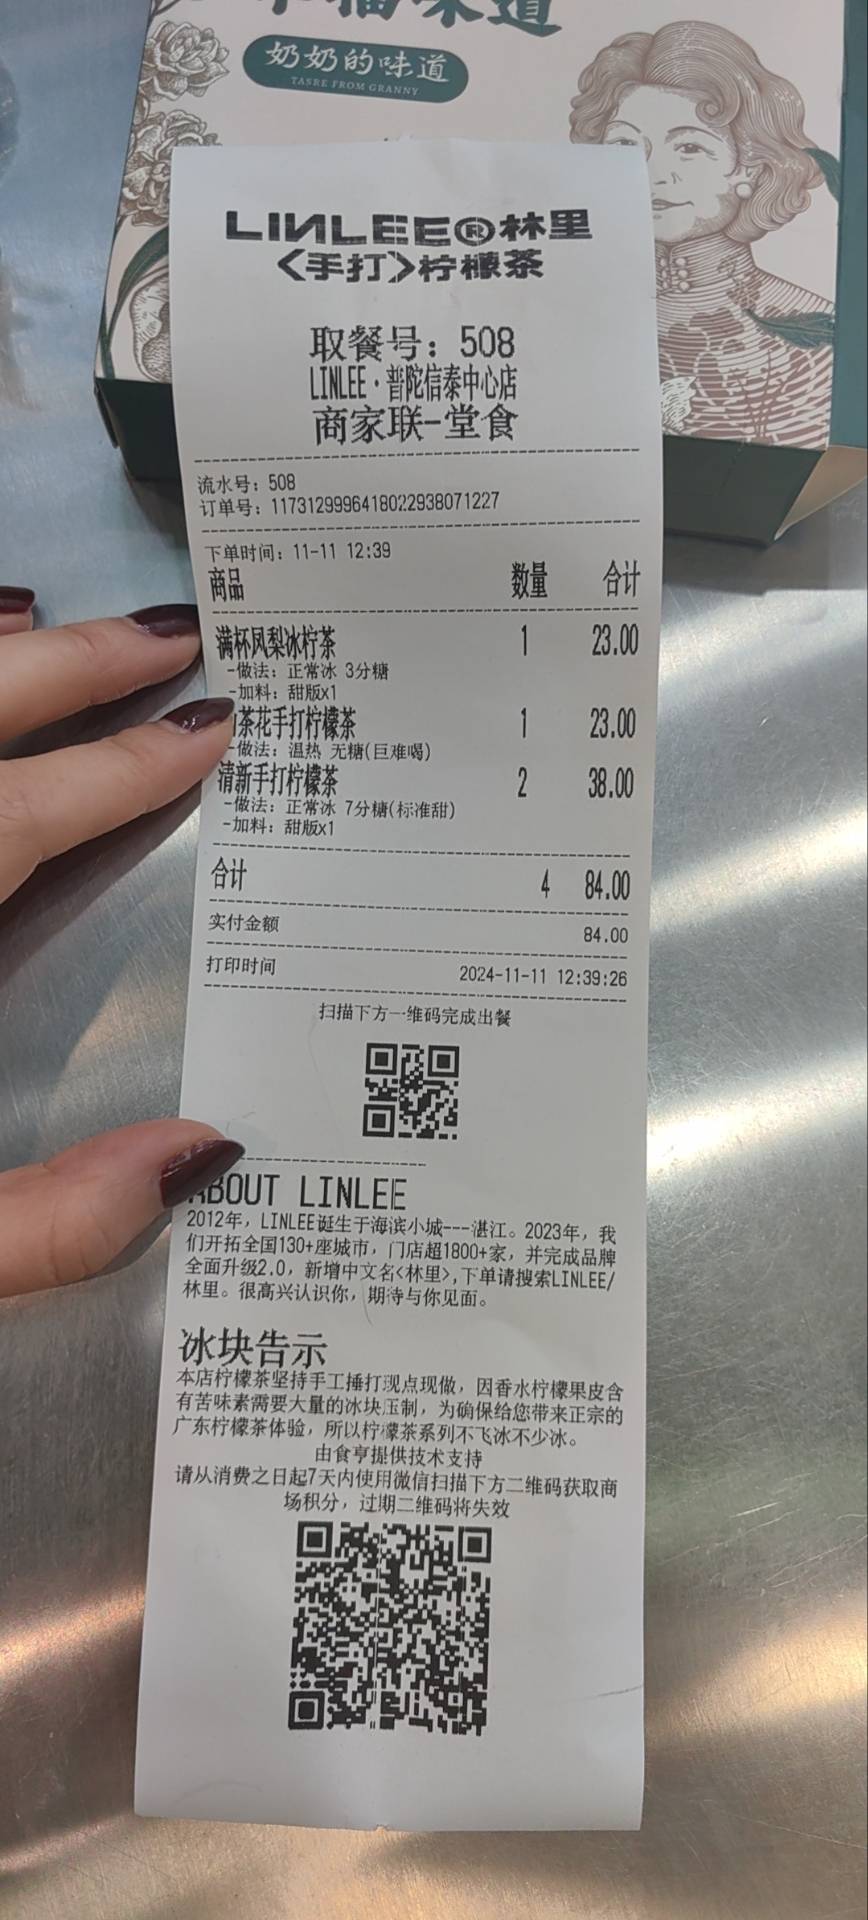 奶奶的味道
TASRE FROM GRANNY
LINLEE®林里
<手打>柠檬茶
取餐号：508
LINLEE·普陀信泰中心店
商家联-堂食
流水号：508
订单号：1173129996418022938071227
下单时间：11-11 12:39
商品 数量 合计
满杯凤梨冰柠茶 1 23.00
-做法：正常冰 3分糖
-加料：甜版x1
茶花手打柠檬茶 1 23.00
-做法：温热 无糖(巨难喝)
清新手打柠檬茶 2 38.00
-做法：正常冰 7分糖(标准甜)
-加料：甜版x1
合计 4 84.00
实付金额 84.00
打印时间 2024-11-11 12:39:26
扫描下方一维码完成出餐
ABOUT LINLEE
2012年，LINLEE诞生于海滨小城---湛江。2023年，我
们开拓全国130+座城市，门店超1800+家，并完成品牌
全面升级2.0，新增中文名<林里>,下单请搜索LINLEE/
林里。很高兴认识你，期待与你见面。
冰块告示
本店柠檬茶坚持手工捶打现点现做，因香水柠檬果皮含
有苦味素需要大量的冰块压制，为确保给您带来正宗的
广东柠檬茶体验，所以柠檬茶系列不飞冰不少冰。
由食亨提供技术支持
请从消费之日起7天内使用微信扫描下方二维码获取商
场积分，过期二维码将失效